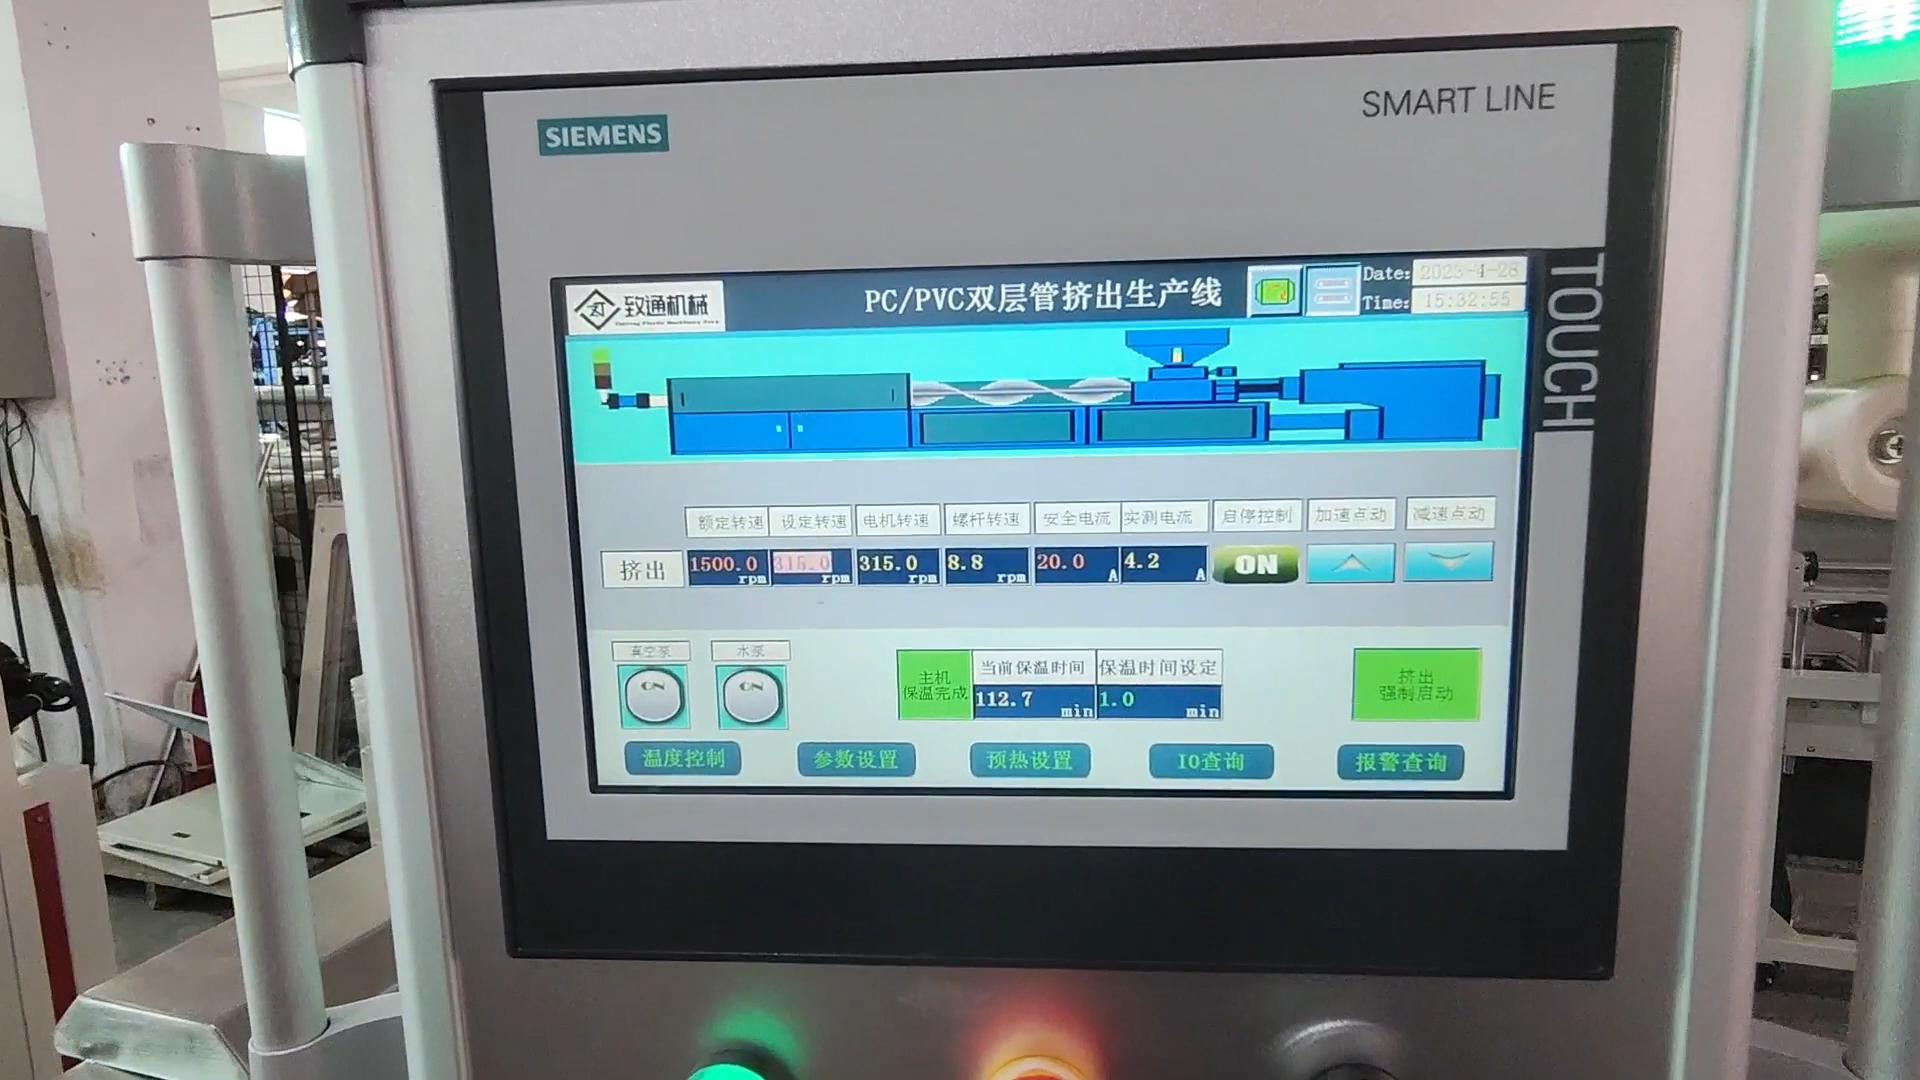 SMART LINE
SIEMENS
TOUCH
致通机械
PC/PVC双层管挤出生产线
Date: 2023-4-28
Time: 15:32:55
额定转速 设定转速 电机转速 螺杆转速 安全电流 实测电流 启停控制 加速点动 减速点动
挤出 1500.0 rpm 315.0 rpm 315.0 rpm 8.8 rpm 20.0 A 4.2 A ON
真空泵 水泵
ON ON
主机
保温完成
当前保温时间 保温时间设定
112.7 min 1.0 min
挤出
强制启动
温度控制 参数设置 预热设置 IO查询 报警查询